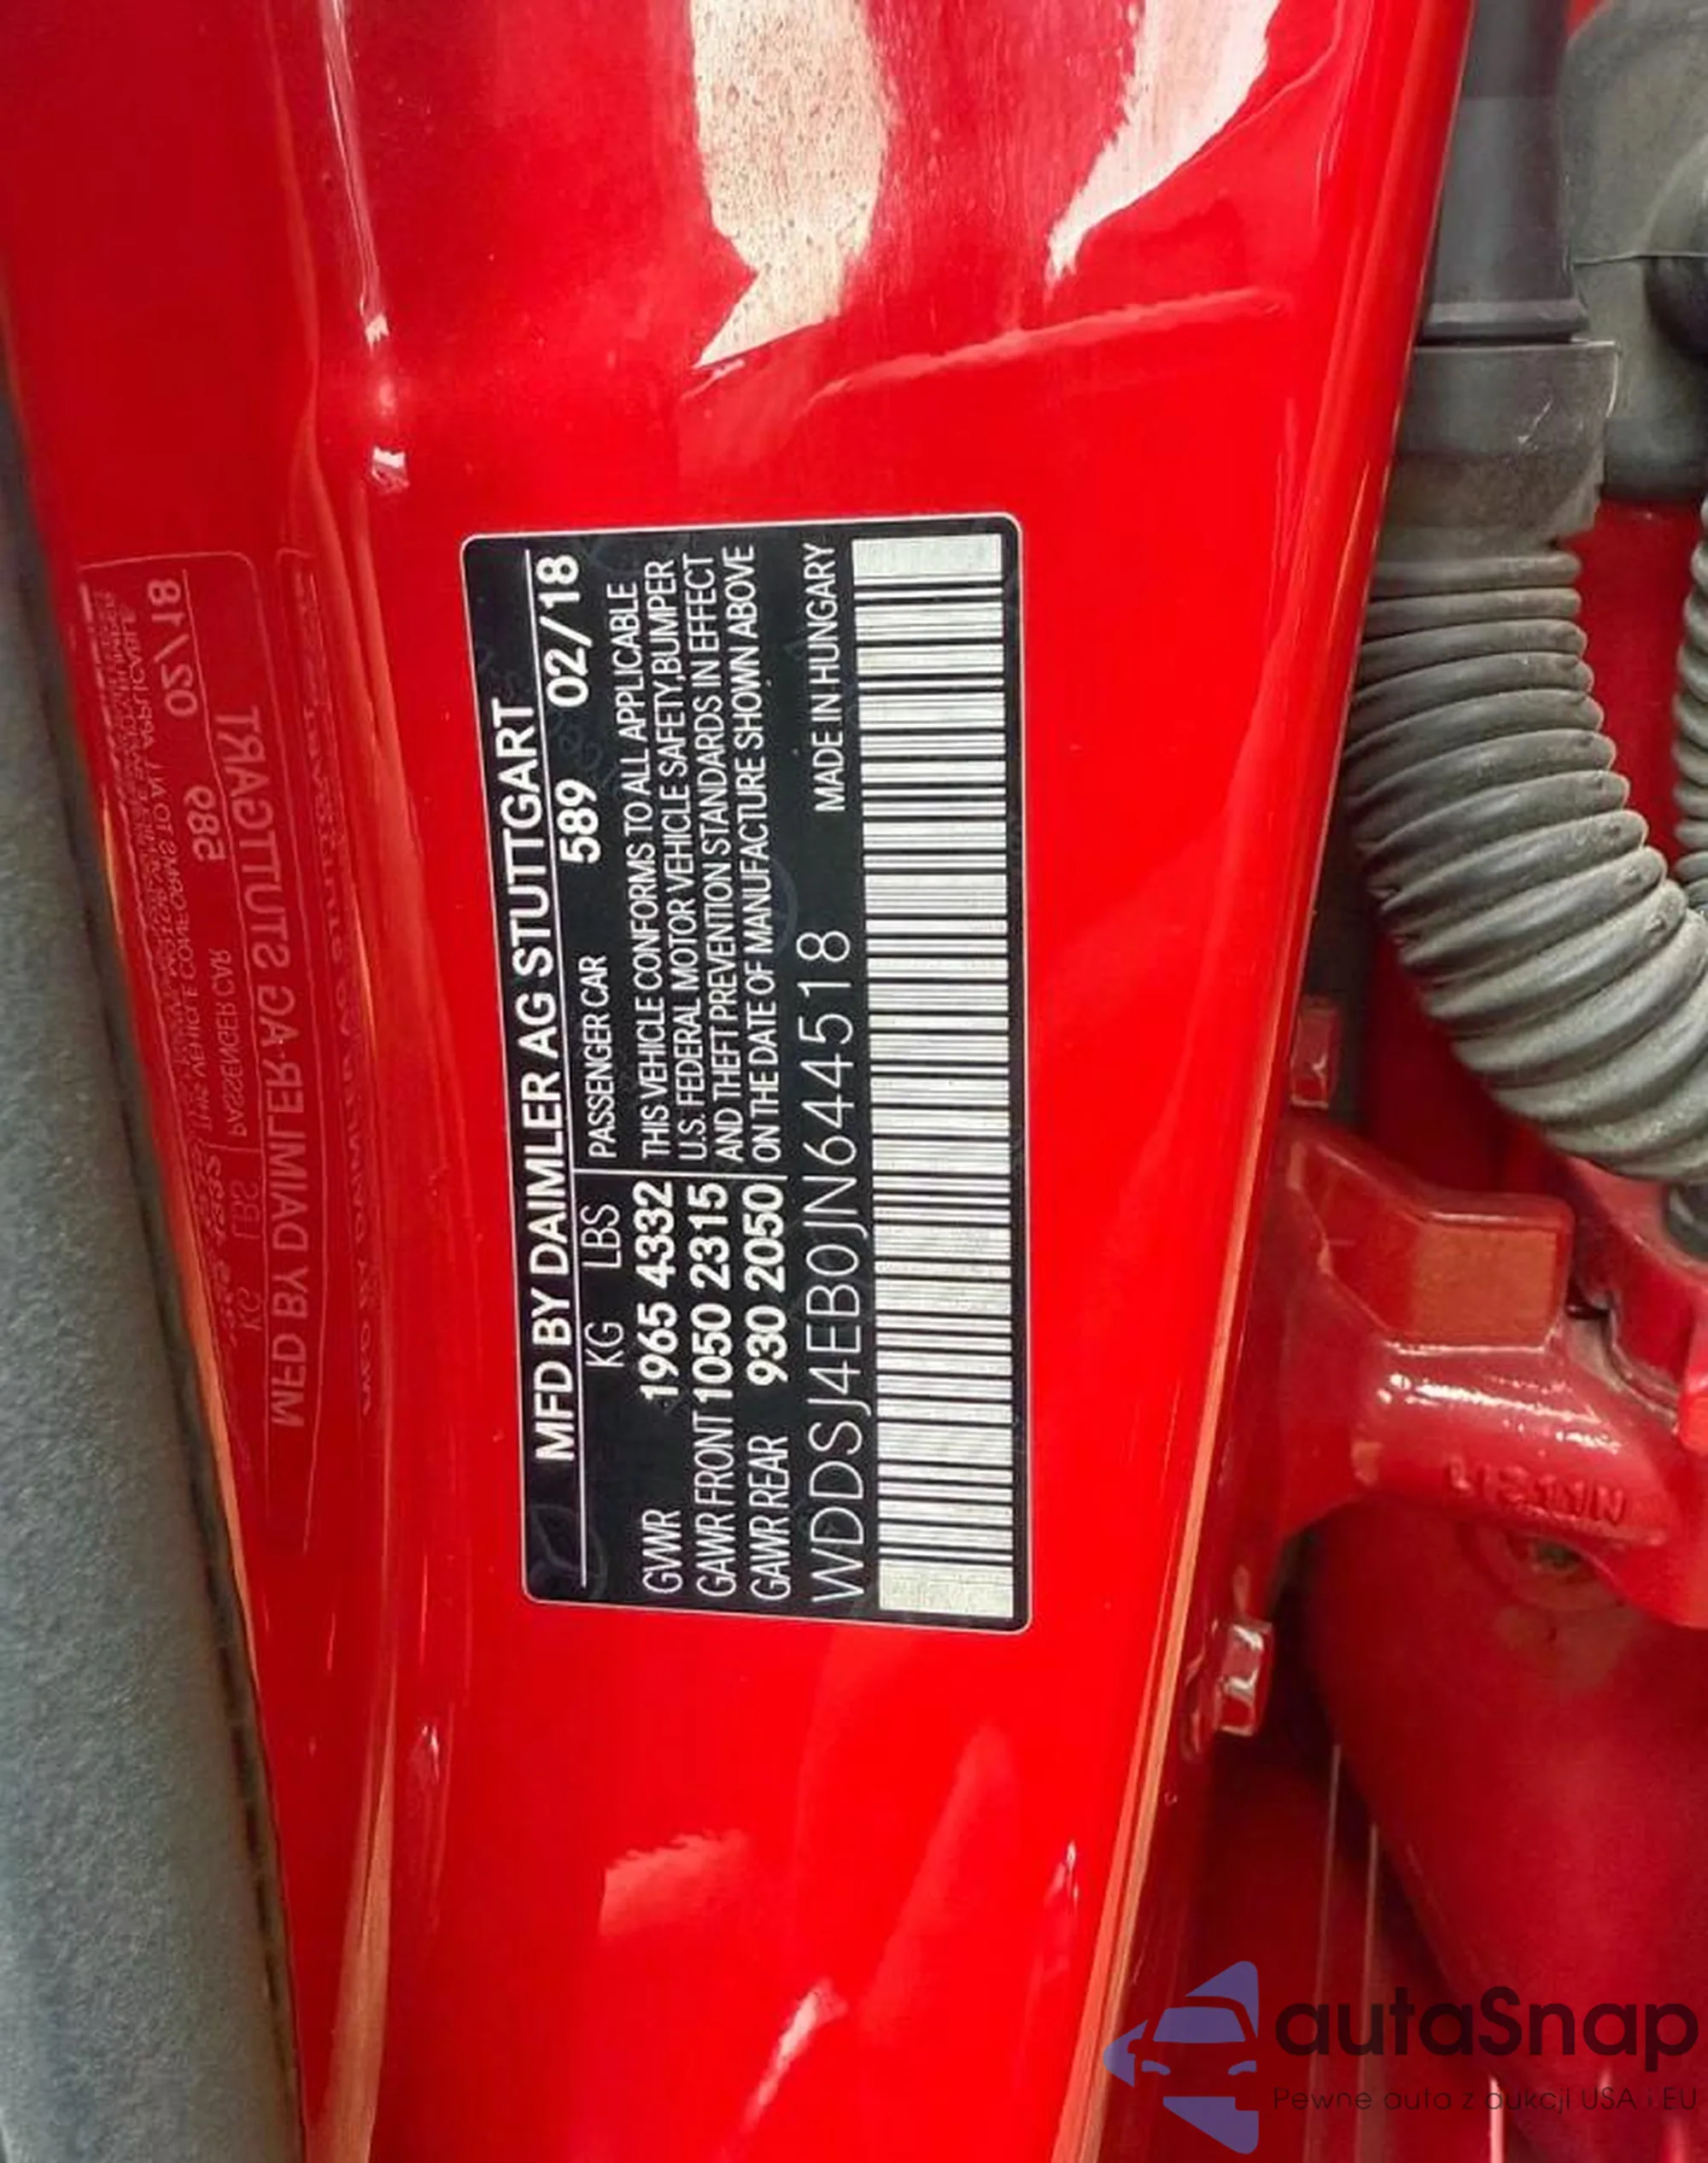 MFD BY DAIMLER AG STUTTGART
KG LBS PASSENGER CAR 589 02/18
GVWR 1965 4332 THIS VEHICLE CONFORMS TO ALL APPLICABLE
GAWR FRONT 1050 2315 U.S. FEDERAL MOTOR VEHICLE SAFETY,BUMPER
GAWR REAR 930 2050 AND THEFT PREVENTION STANDARDS IN EFFECT
ON THE DATE OF MANUFACTURE SHOWN ABOVE
WDDSJ4EB0JN644518 MADE IN HUNGARY
autaSnap
Pewne auta z aukcji USA i EU